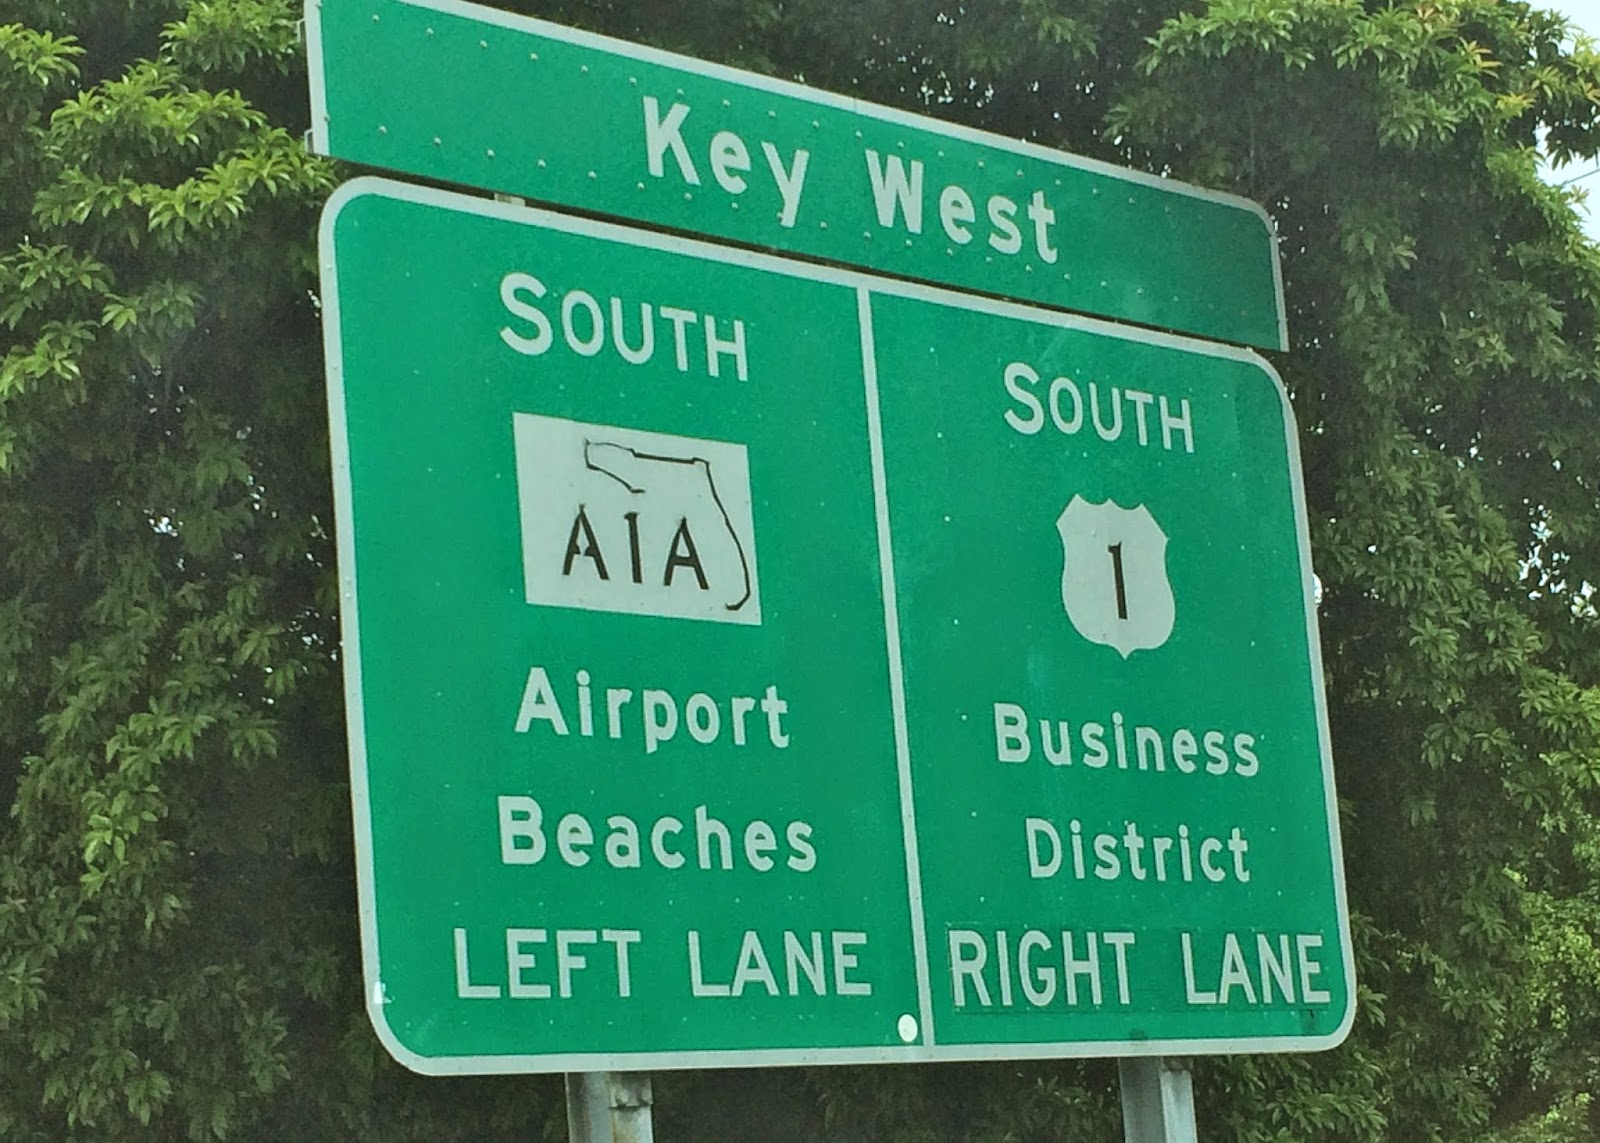 Key West
SOUTH
A1A
Airport
Beaches
LEFT LANE
SOUTH
1
Business
District
RIGHT LANE